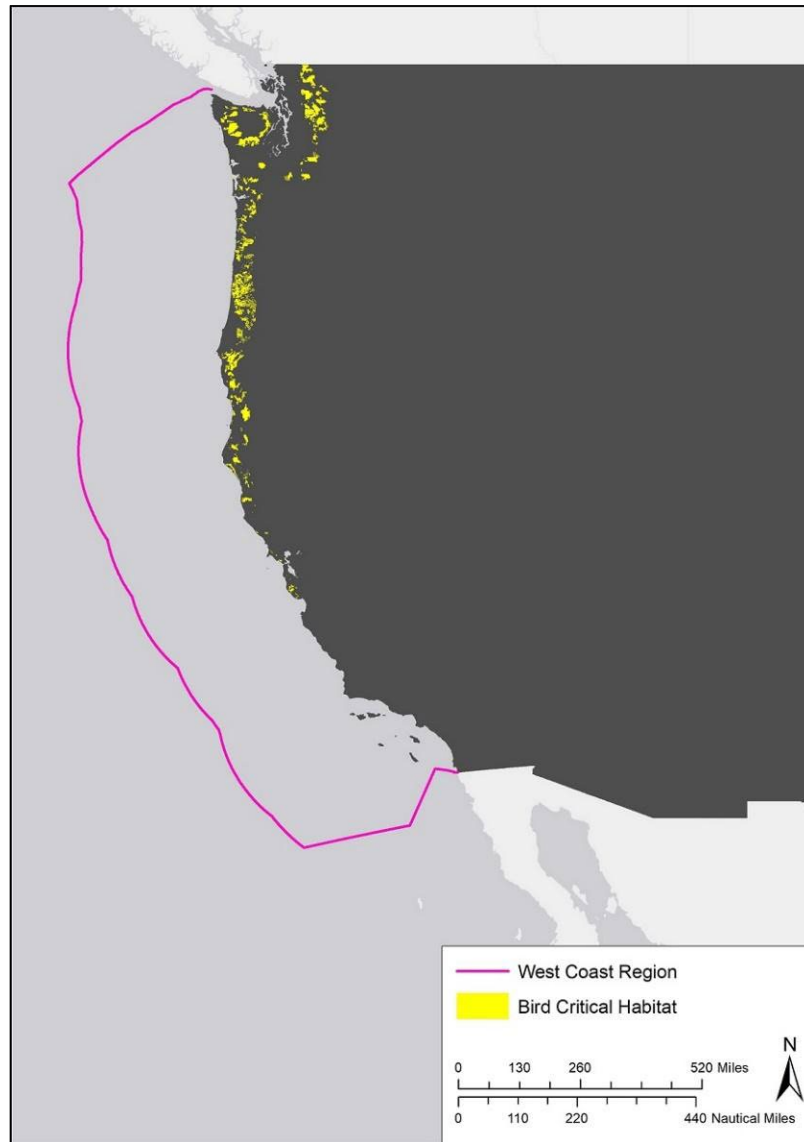 West Coast Region
Bird Critical Habitat
N
0 130 260 520 Miles
0 110 220 440 Nautical Miles